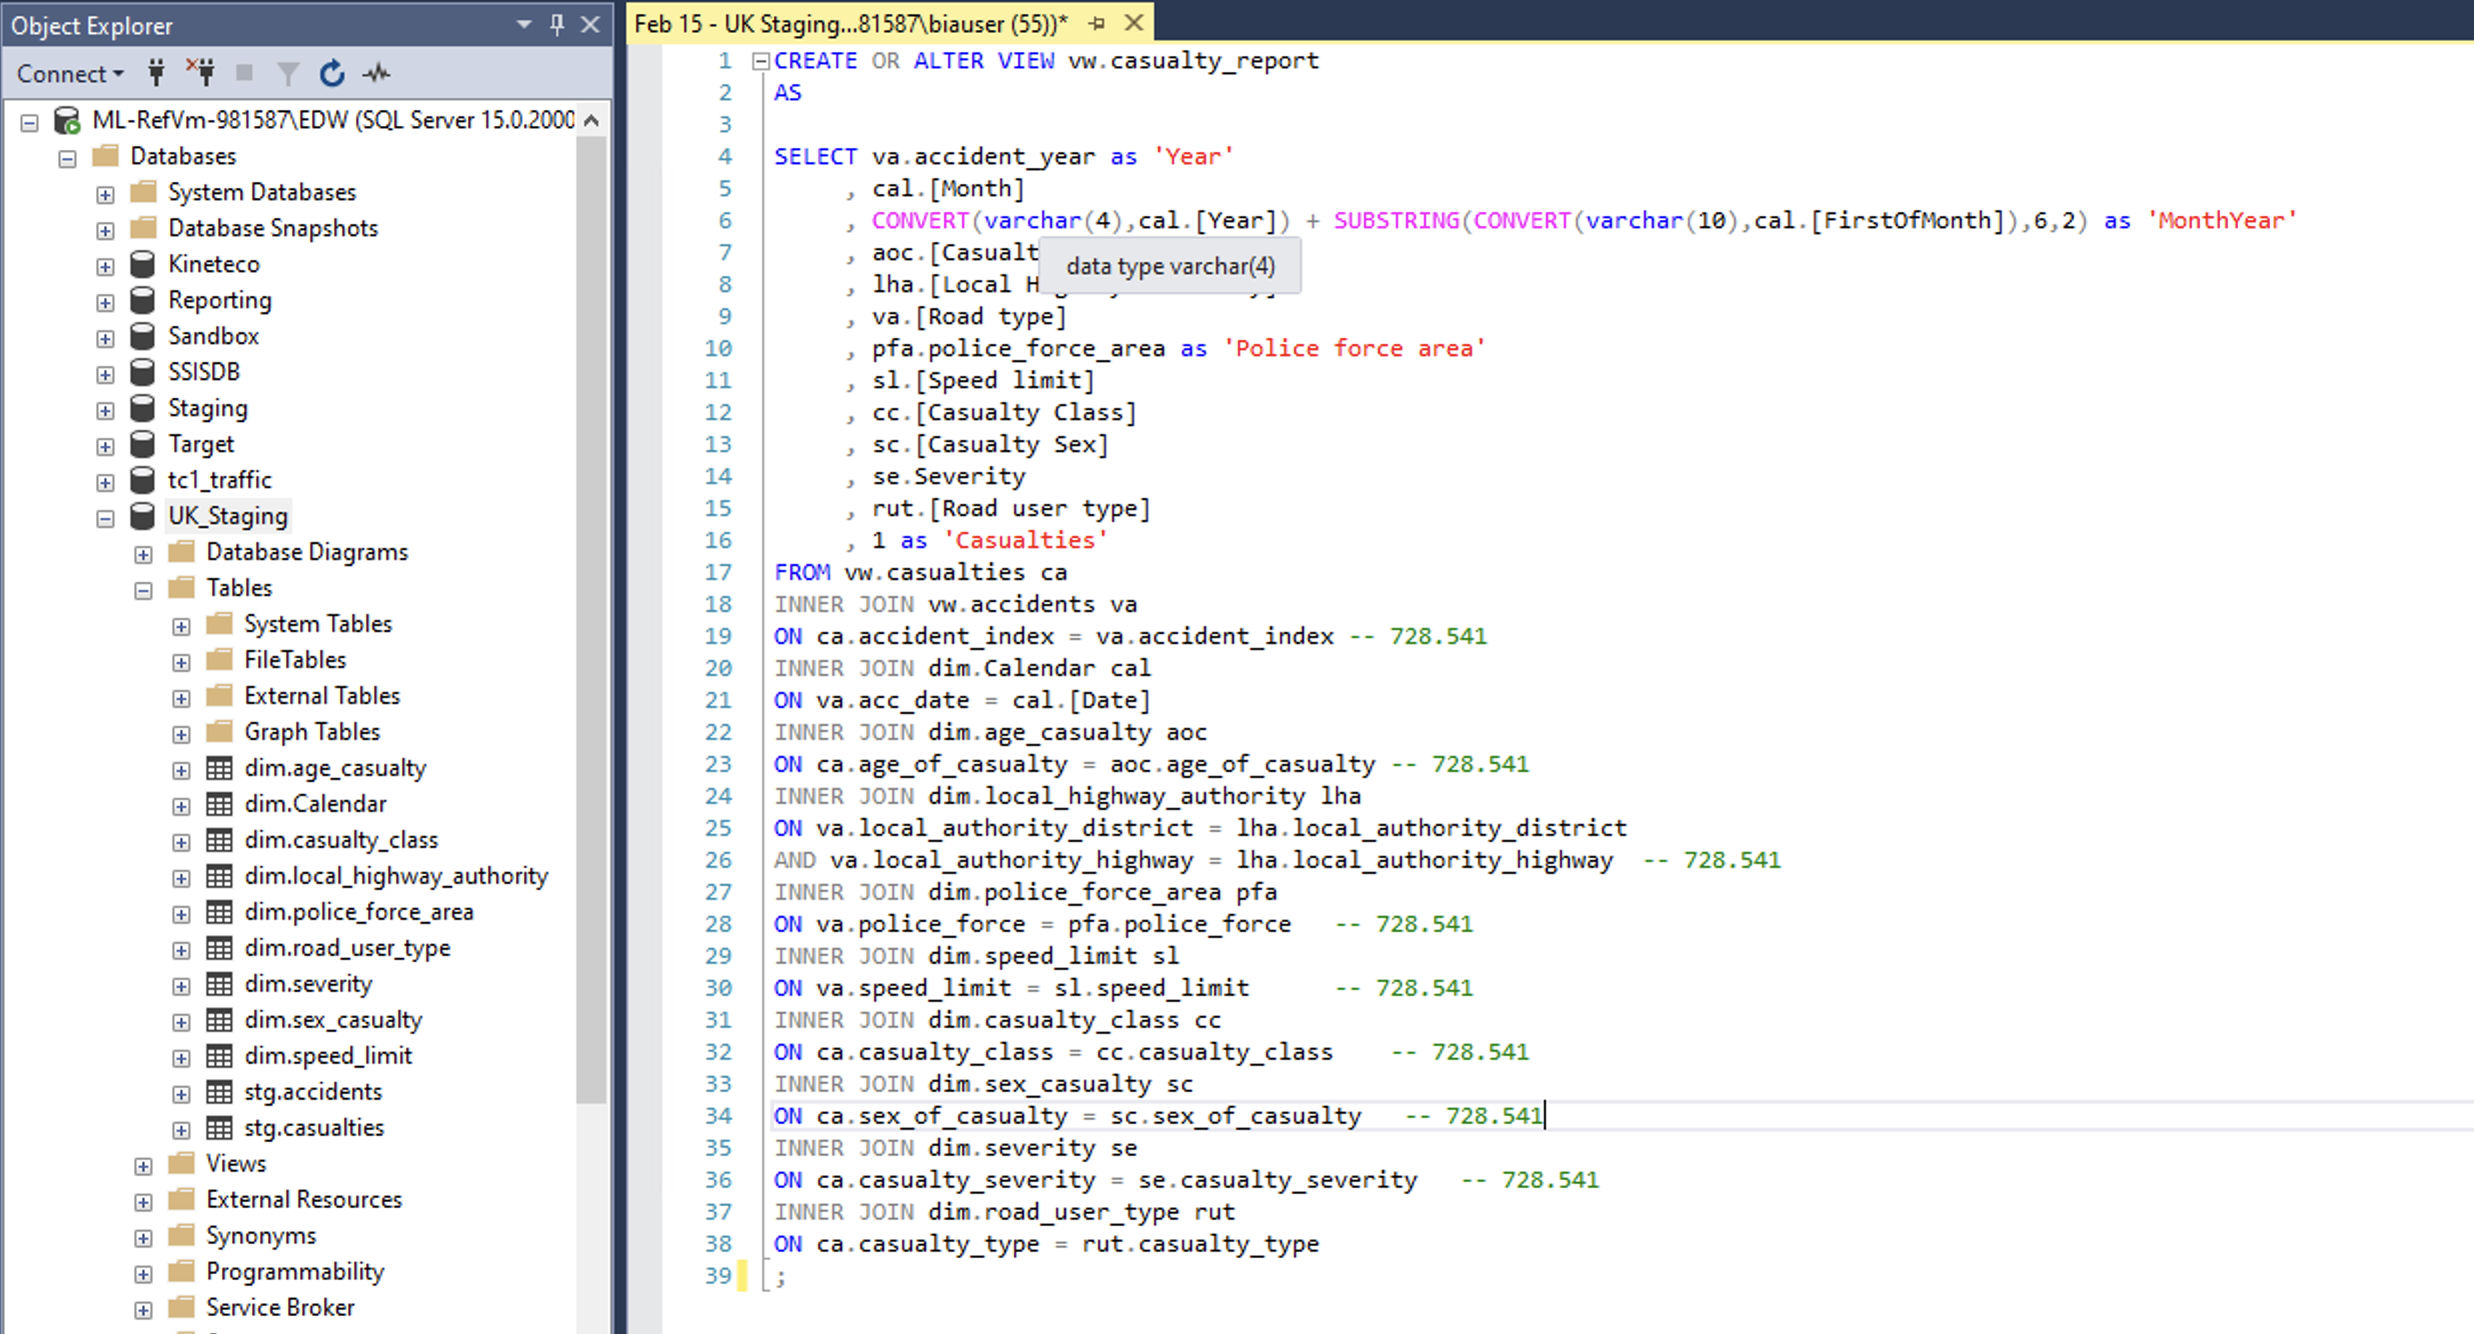 Object Explorer
Connect
ML-RefVm-981587\EDW (SQL Server 15.0.2000
Databases
System Databases
Database Snapshots
Kineteco
Reporting
Sandbox
SSISDB
Staging
Target
tc1_traffic
UK_Staging
Database Diagrams
Tables
System Tables
FileTables
External Tables
Graph Tables
dim.age_casualty
dim.Calendar
dim.casualty_class
dim.local_highway_authority
dim.police_force_area
dim.road_user_type
dim.severity
dim.sex_casualty
dim.speed_limit
stg.accidents
stg.casualties
Views
External Resources
Synonyms
Programmability
Service Broker
Feb 15 - UK Staging...81587\biauser (55))*
1 CREATE OR ALTER VIEW vw.casualty_report
2 AS
3
4 SELECT va.accident_year as 'Year'
5 , cal.[Month]
6 , CONVERT(varchar(4),cal.[Year]) + SUBSTRING(CONVERT(varchar(10),cal.[FirstOfMonth]),6,2) as 'MonthYear'
7 , aoc.[Casualt
data type varchar(4)
8 , lha.[Local H
9 , va.[Road type]
10 , pfa.police_force_area as 'Police force area'
11 , sl.[Speed limit]
12 , cc.[Casualty Class]
13 , sc.[Casualty Sex]
14 , se.Severity
15 , rut.[Road user type]
16 , 1 as 'Casualties'
17 FROM vw.casualties ca
18 INNER JOIN vw.accidents va
19 ON ca.accident_index = va.accident_index -- 728.541
20 INNER JOIN dim.Calendar cal
21 ON va.acc_date = cal.[Date]
22 INNER JOIN dim.age_casualty aoc
23 ON ca.age_of_casualty = aoc.age_of_casualty -- 728.541
24 INNER JOIN dim.local_highway_authority lha
25 ON va.local_authority_district = lha.local_authority_district
26 AND va.local_authority_highway = lha.local_authority_highway -- 728.541
27 INNER JOIN dim.police_force_area pfa
28 ON va.police_force = pfa.police_force -- 728.541
29 INNER JOIN dim.speed_limit sl
30 ON va.speed_limit = sl.speed_limit -- 728.541
31 INNER JOIN dim.casualty_class cc
32 ON ca.casualty_class = cc.casualty_class -- 728.541
33 INNER JOIN dim.sex_casualty sc
34 ON ca.sex_of_casualty = sc.sex_of_casualty -- 728.541
35 INNER JOIN dim.severity se
36 ON ca.casualty_severity = se.casualty_severity -- 728.541
37 INNER JOIN dim.road_user_type rut
38 ON ca.casualty_type = rut.casualty_type
39 ;